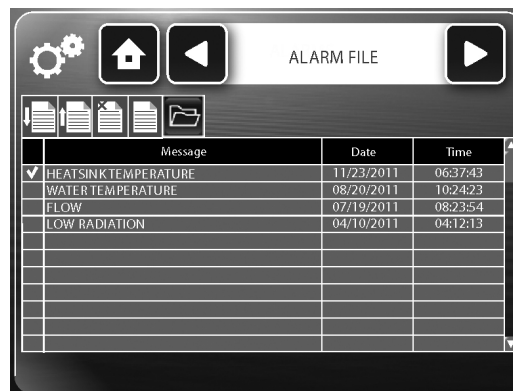 ALARM FILE
Message Date Time
HEATSINK TEMPERATURE 11/23/2011 06:37:43
WATER TEMPERATURE 08/20/2011 10:24:23
FLOW 07/19/2011 08:23:54
LOW RADIATION 04/10/2011 04:12:13